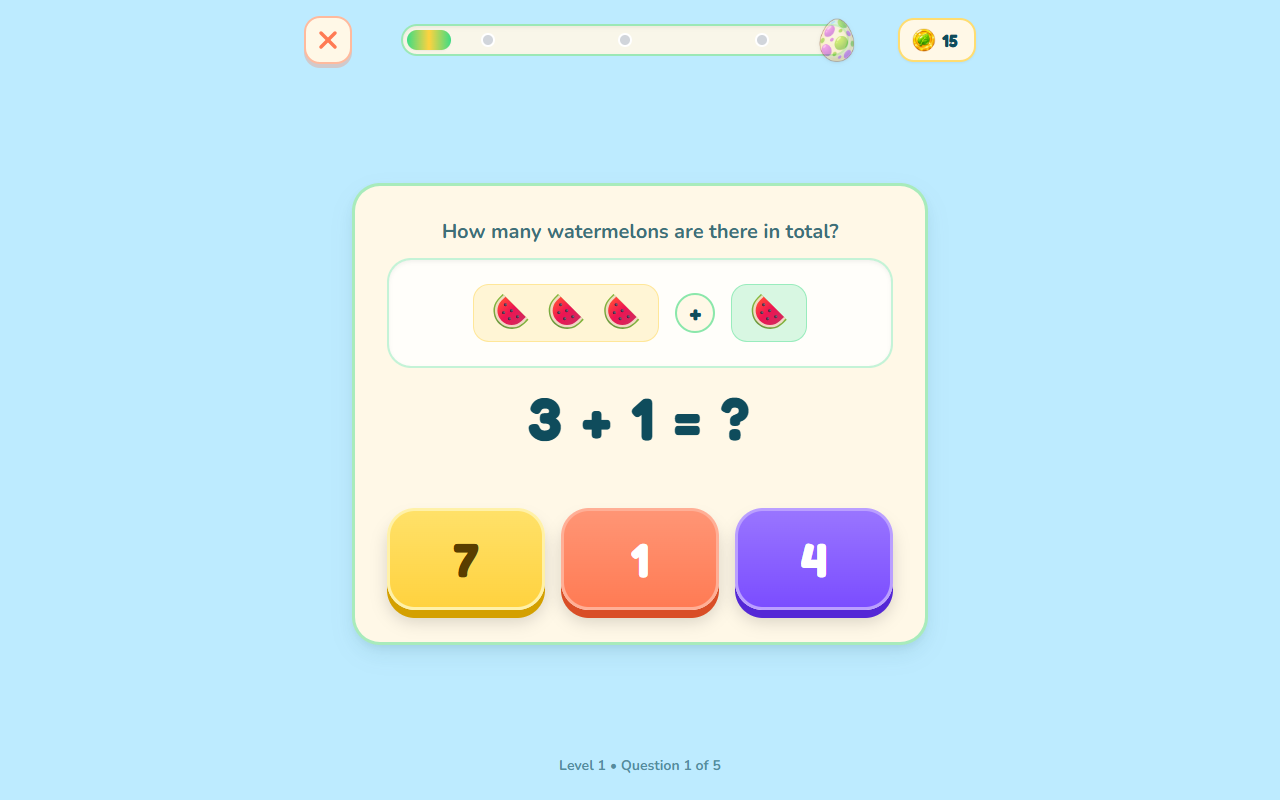 15
How many watermelons are there in total?
+
3 + 1 = ?
7 1 4
Level 1 • Question 1 of 5